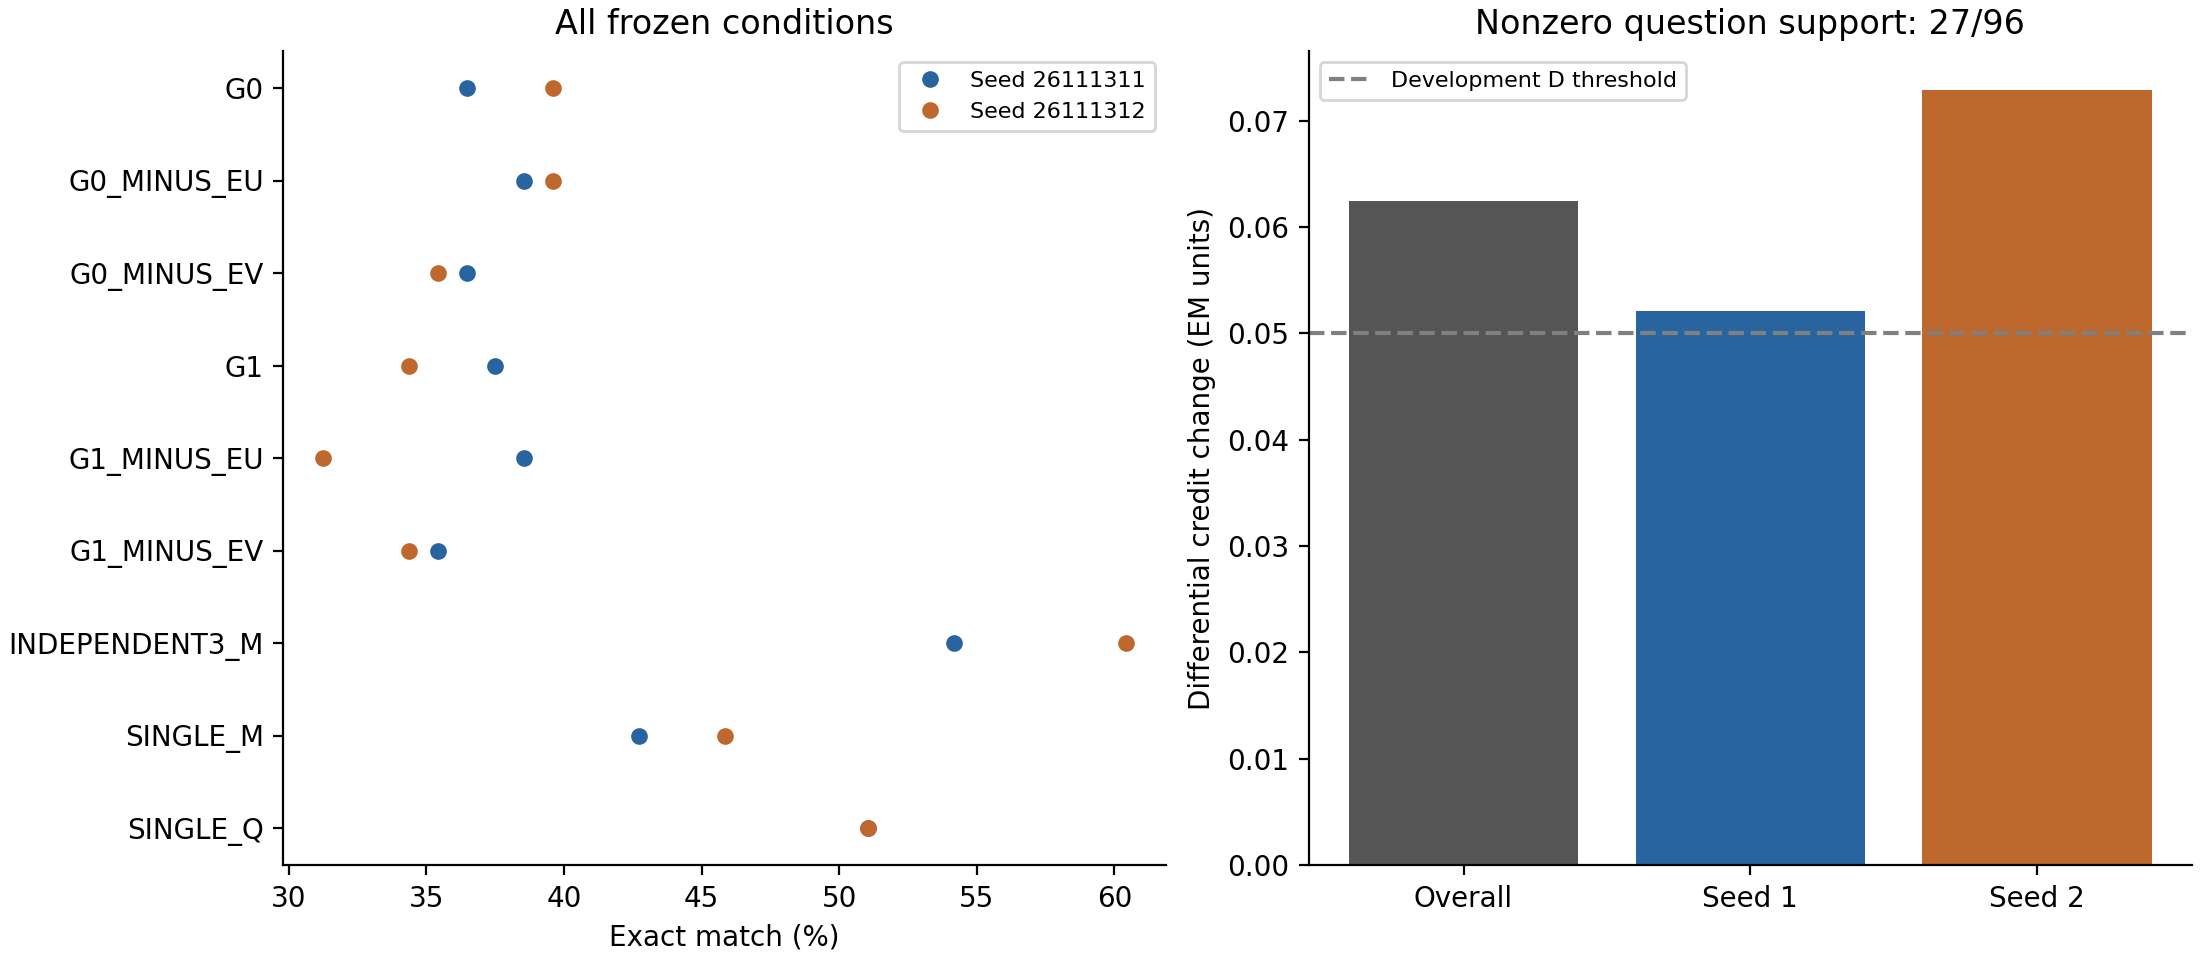 All frozen conditions
Seed 26111311
Seed 26111312
G0
G0_MINUS_EU
G0_MINUS_EV
G1
G1_MINUS_EU
G1_MINUS_EV
INDEPENDENT3_M
SINGLE_M
SINGLE_Q
30 35 40 45 50 55 60
Exact match (%)
Nonzero question support: 27/96
Development D threshold
Differential credit change (EM units)
0.07
0.06
0.05
0.04
0.03
0.02
0.01
0.00
Overall Seed 1 Seed 2